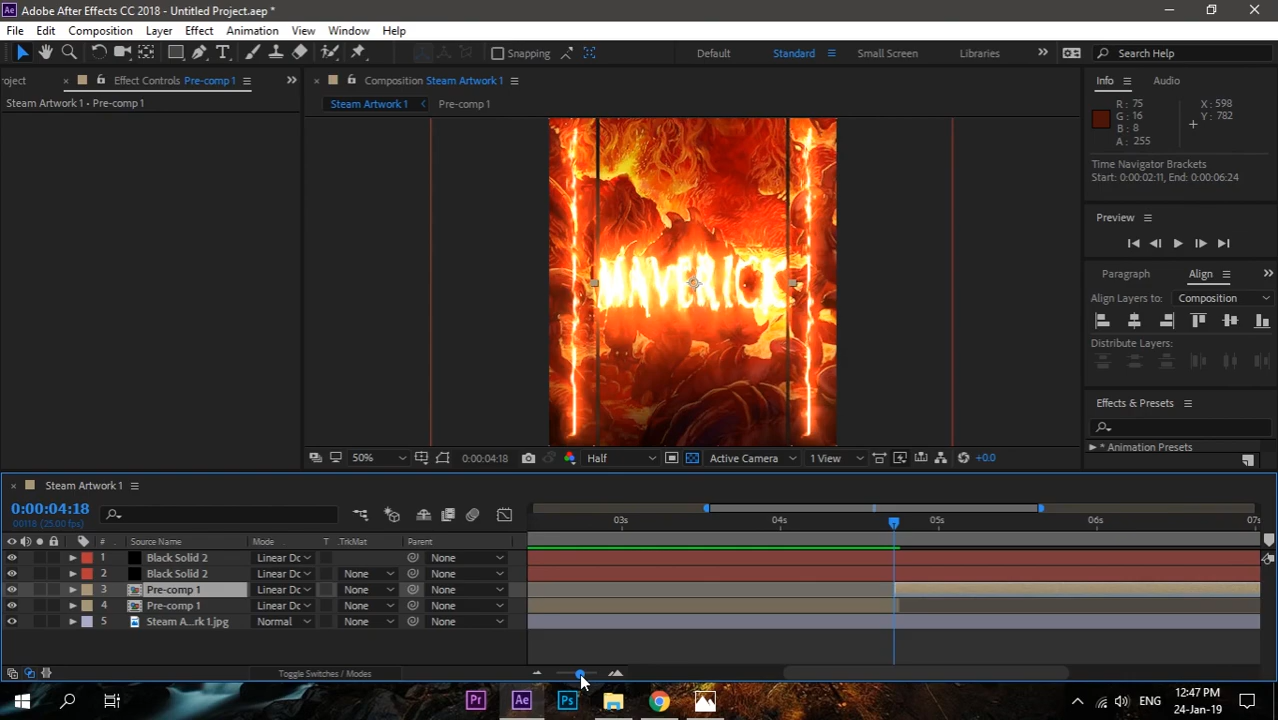 Adobe After Effects CC 2018 - Untitled Project.aep *
File Edit Composition Layer Effect Animation View Window Help
Snapping Default Standard Small Screen Libraries Search Help
oject Effect Controls Pre-comp 1 Composition Steam Artwork 1 Info Audio
Steam Artwork 1 • Pre-comp 1 Steam Artwork 1 Pre-comp 1
R : 75 X : 598
G : 16 Y : 782
B : 8
A : 255
Time Navigator Brackets
Start: 0:00:02:11, End: 0:00:06:24
Preview
MAVERICK
Paragraph Align
Align Layers to: Composition
Distribute Layers:
Effects & Presets
* Animation Presets
50% 0:00:04:18 Half Active Camera 1 View +0.0
Steam Artwork 1
0:00:04:18
00118 (25.00 fps)
03s 04s 05s 06s 07s
# Source Name Mode T .TrkMat Parent
1 Black Solid 2 Linear Dc None
2 Black Solid 2 Linear Dc None None
3 Pre-comp 1 Linear Dc None None
4 Pre-comp 1 Linear Dc None None
5 Steam A...rk 1.jpg Normal None None
Toggle Switches / Modes
Pr Ae Ps ENG 12:47 PM
24-Jan-19